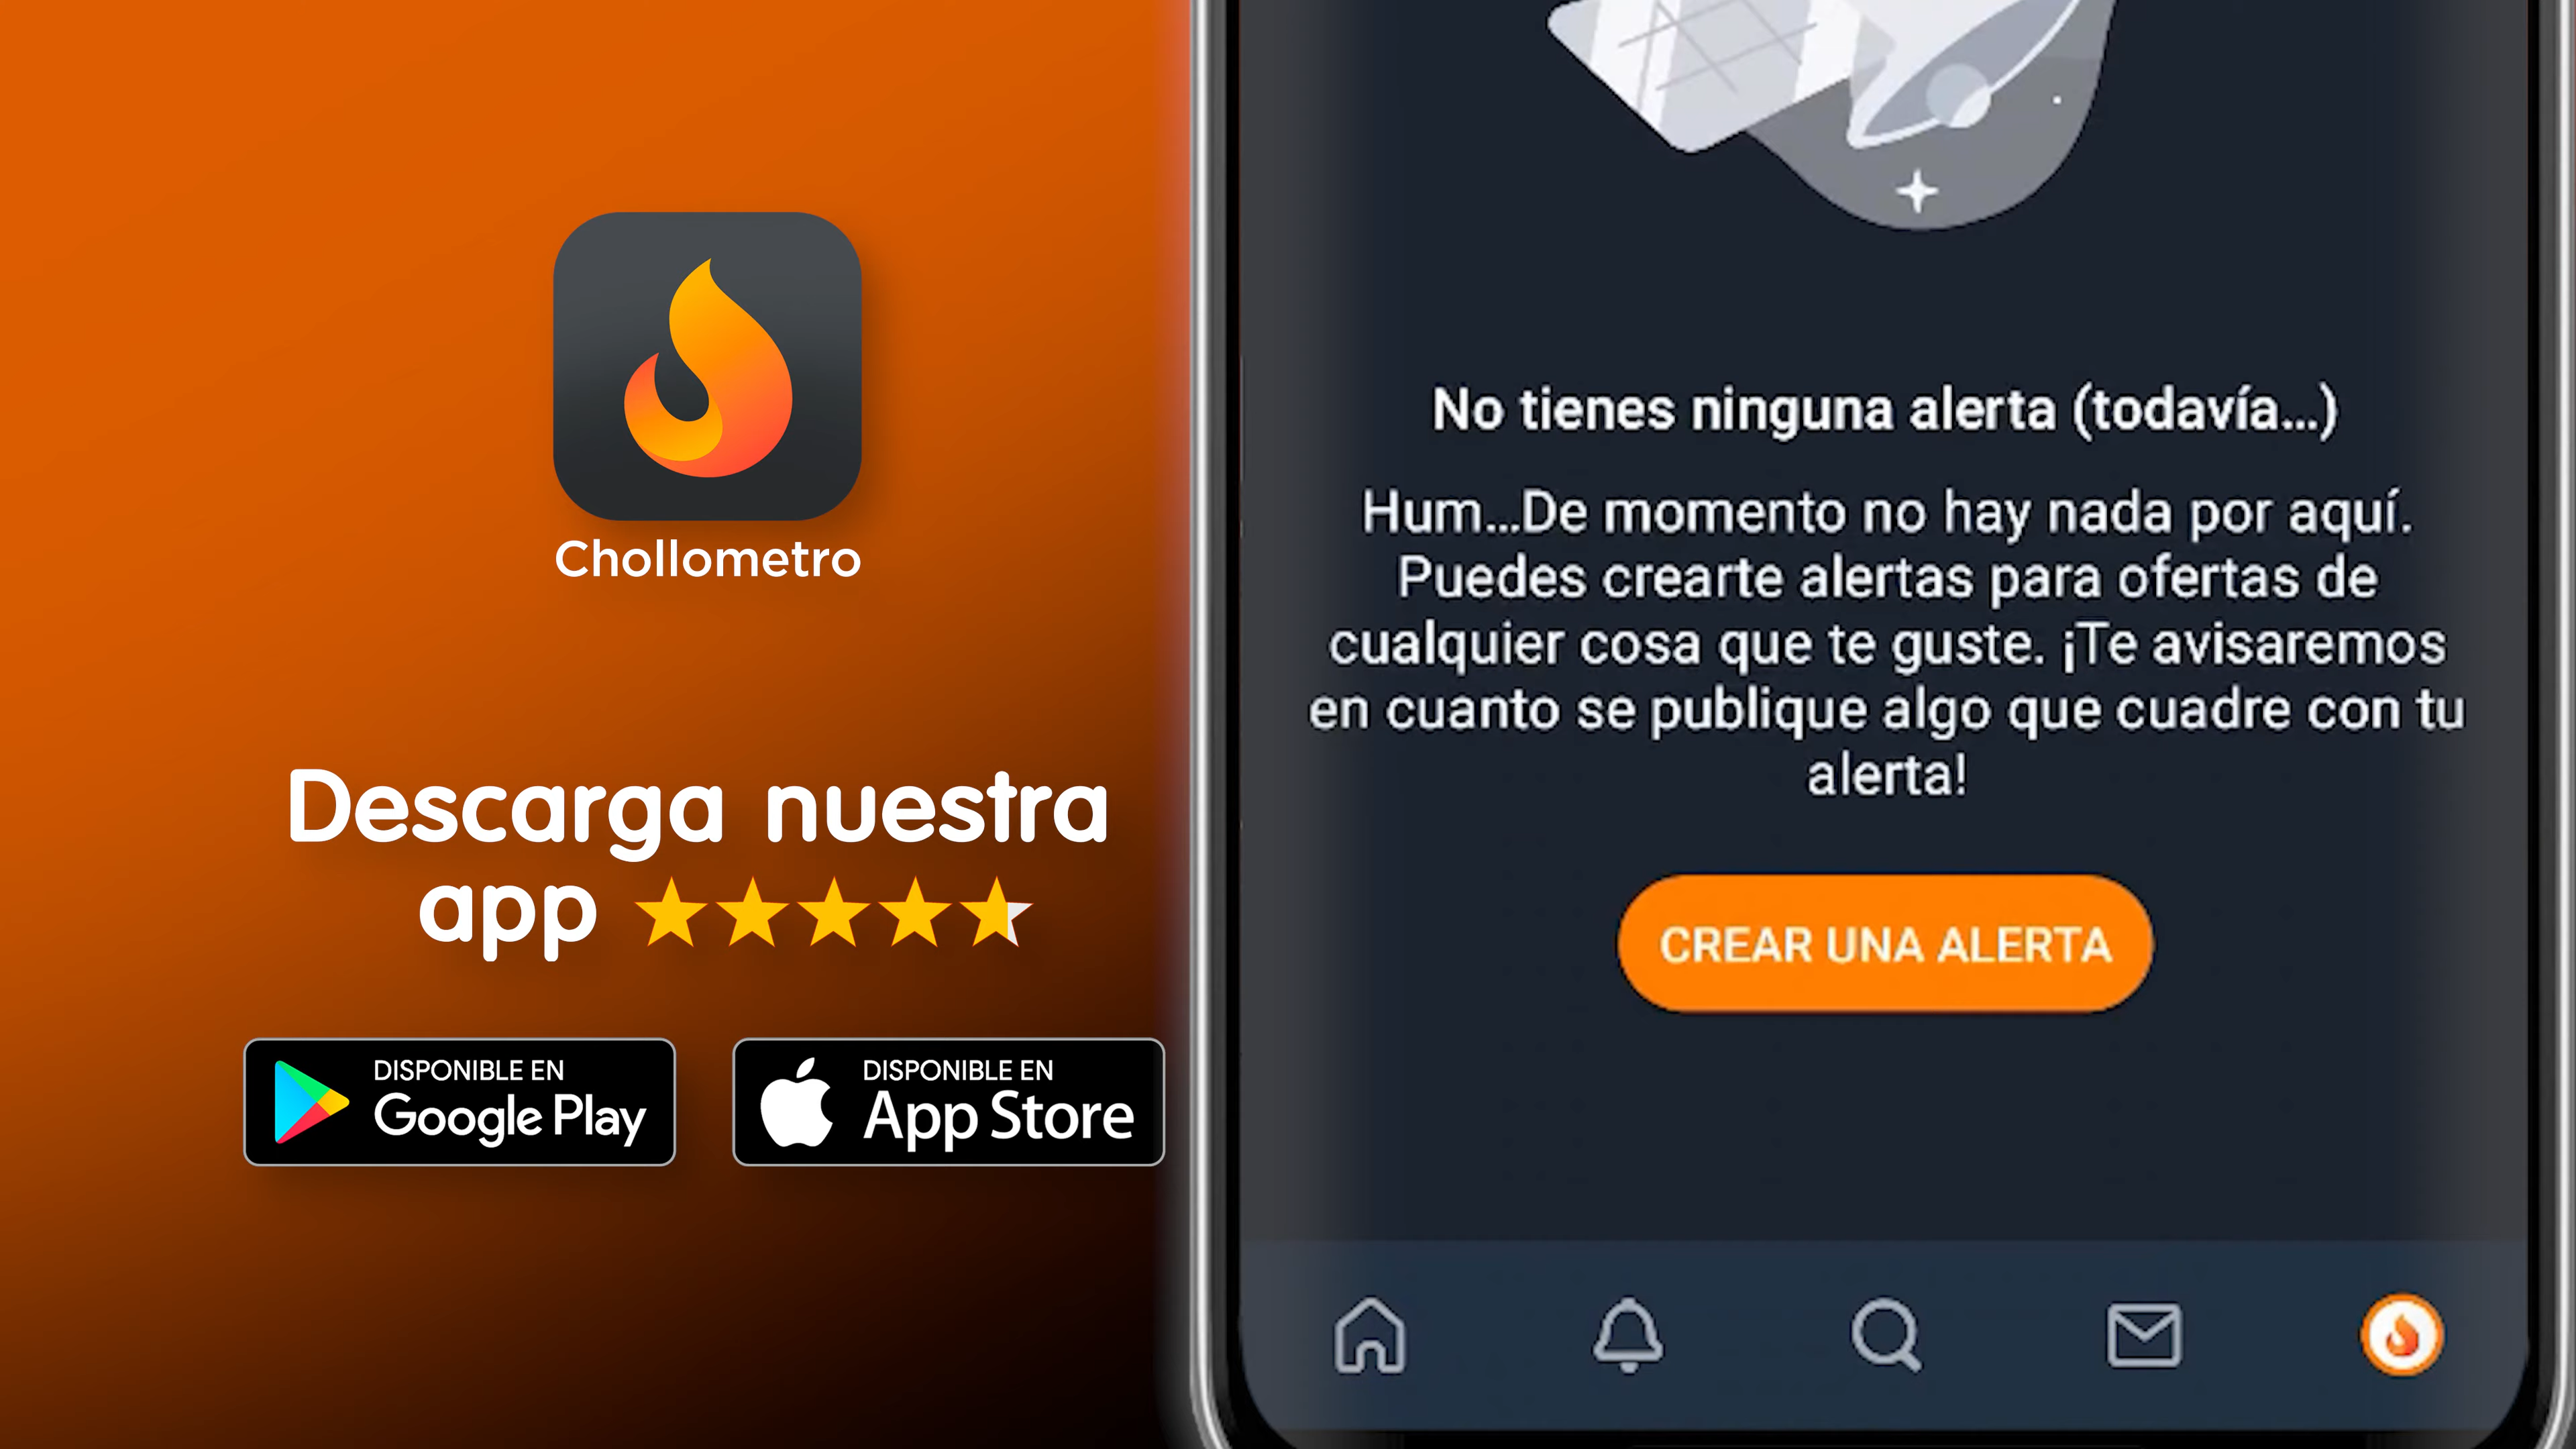 Chollometro
Descarga nuestra
app
DISPONIBLE EN
Google Play
DISPONIBLE EN
App Store
No tienes ninguna alerta (todavía...)
Hum...De momento no hay nada por aquí.
Puedes crearte alertas para ofertas de
cualquier cosa que te guste. ¡Te avisaremos
en cuanto se publique algo que cuadre con tu
alerta!
CREAR UNA ALERTA